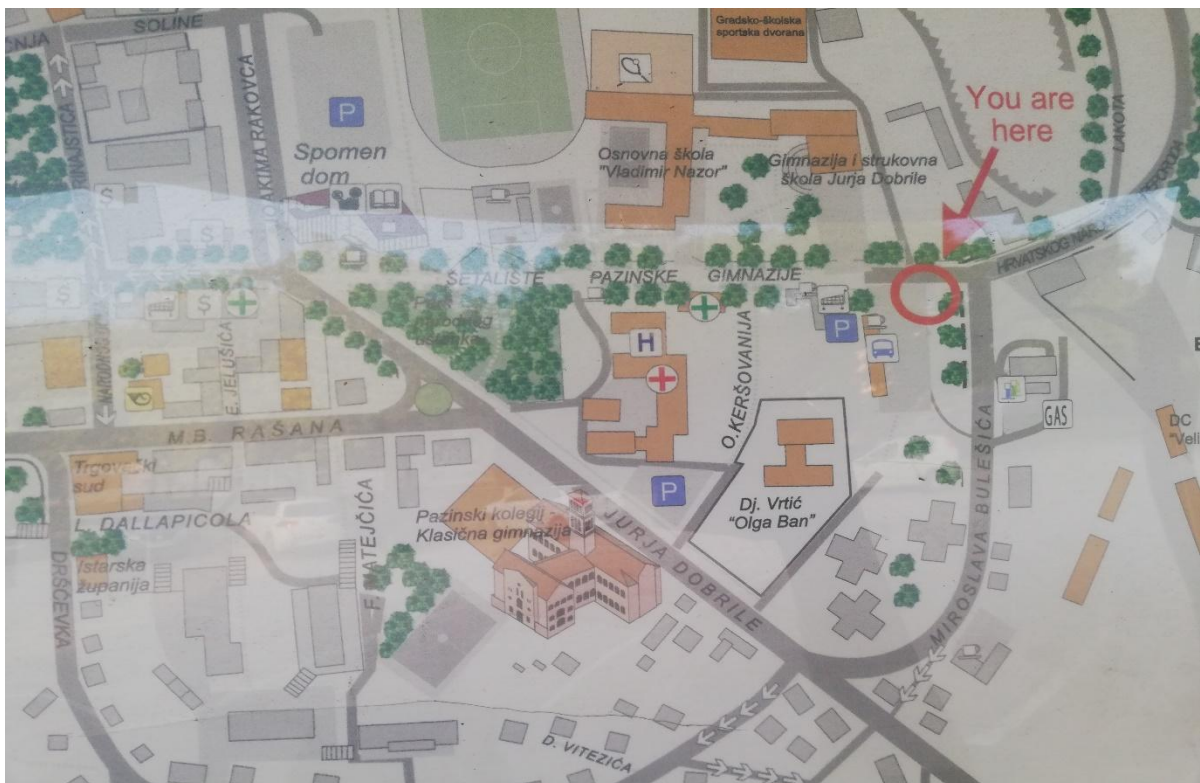 SOLINE
Gradsko-školska
sportska dvorana
P
JOAKIMA RAKOVCA
Spomen
dom
Osnovna škola
"Vladimir Nazor"
Gimnazija i strukovna
škola Jurja Dobrile
You are
here
LAKOTA
HRVATSKOG
ŠETALIŠTE PAZINSKE GIMNAZIJE
$
$
$
$
H
P
E. JELUŠIĆA
O. KERŠOVANIJA
M.B. RAŠANA
GAS
DC
Trgovački
sud
P
Dj. Vrtić
"Olga Ban"
L. DALLAPICOLA
Pazinski kolegij -
Klasična gimnazija
JURJA DOBRILE
MIROSLAVA BULEŠIĆA
Istarska
županija
DRŠĆEVKA
F. MATEJČIĆA
D. VITEZIĆA